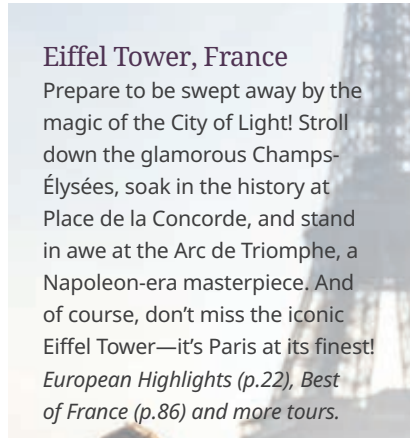 Eiffel Tower, France
Prepare to be swept away by the
magic of the City of Light! Stroll
down the glamorous Champs-
Élysées, soak in the history at
Place de la Concorde, and stand
in awe at the Arc de Triomphe, a
Napoleon-era masterpiece. And
of course, don’t miss the iconic
Eiffel Tower—it’s Paris at its finest!
European Highlights (p.22), Best
of France (p.86) and more tours.